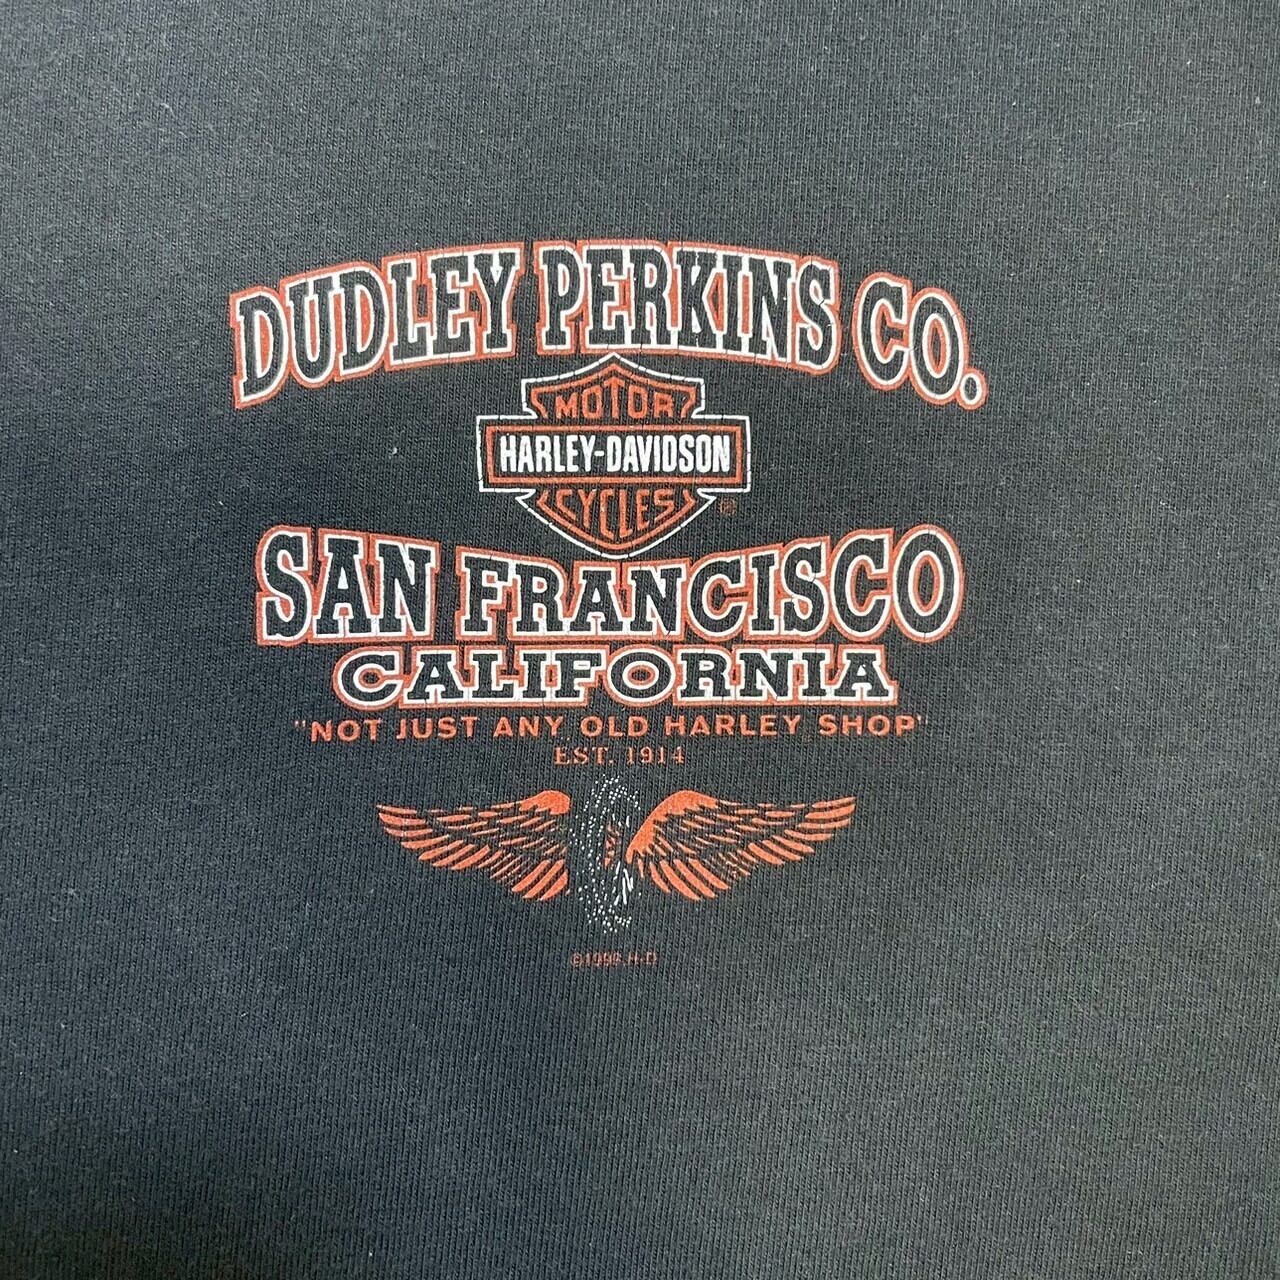 DUDLEY PERKINS CO.
MOTOR
HARLEY-DAVIDSON
CYCLES ®
SAN FRANCISCO
CALIFORNIA
"NOT JUST ANY OLD HARLEY SHOP"
EST. 1914
H-D